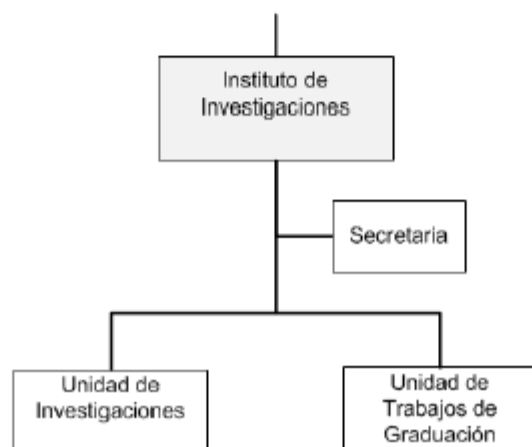 Instituto de
Investigaciones
Secretaria
Unidad de
Investigaciones
Unidad de
Trabajos de
Graduación